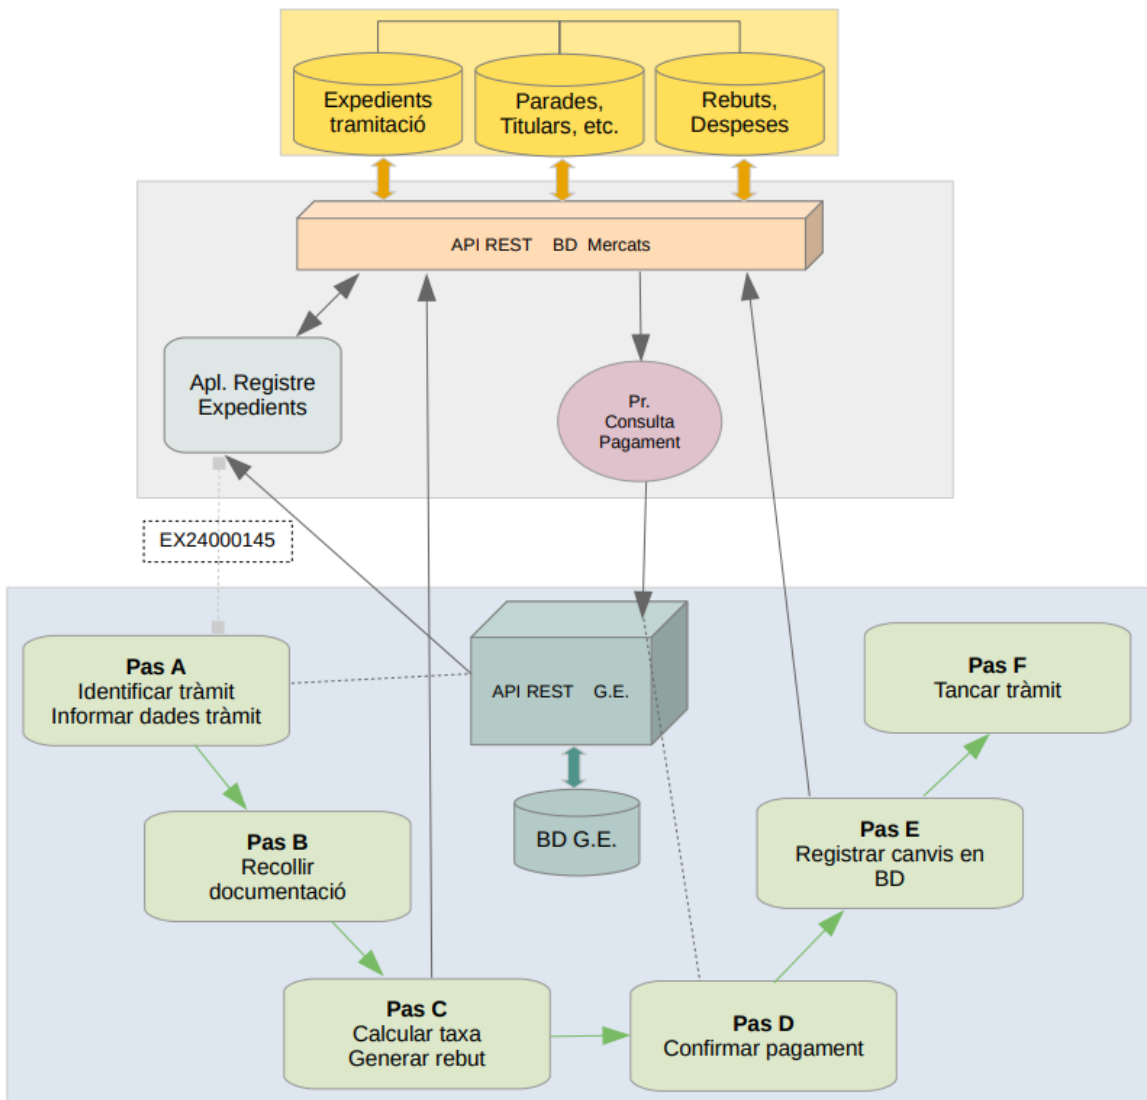 Expedients
tramitació
Parades,
Titulars, etc.
Rebuts,
Despeses
API REST BD Mercats
Apl. Registre
Expedients
Pr.
Consulta
Pagament
EX24000145
Pas A
Identificar tràmit
Informar dades tràmit
API REST G.E.
Pas F
Tancar tràmit
Pas B
Recollir
documentació
BD G.E.
Pas E
Registrar canvis en
BD
Pas C
Calcular taxa
Generar rebut
Pas D
Confirmar pagament